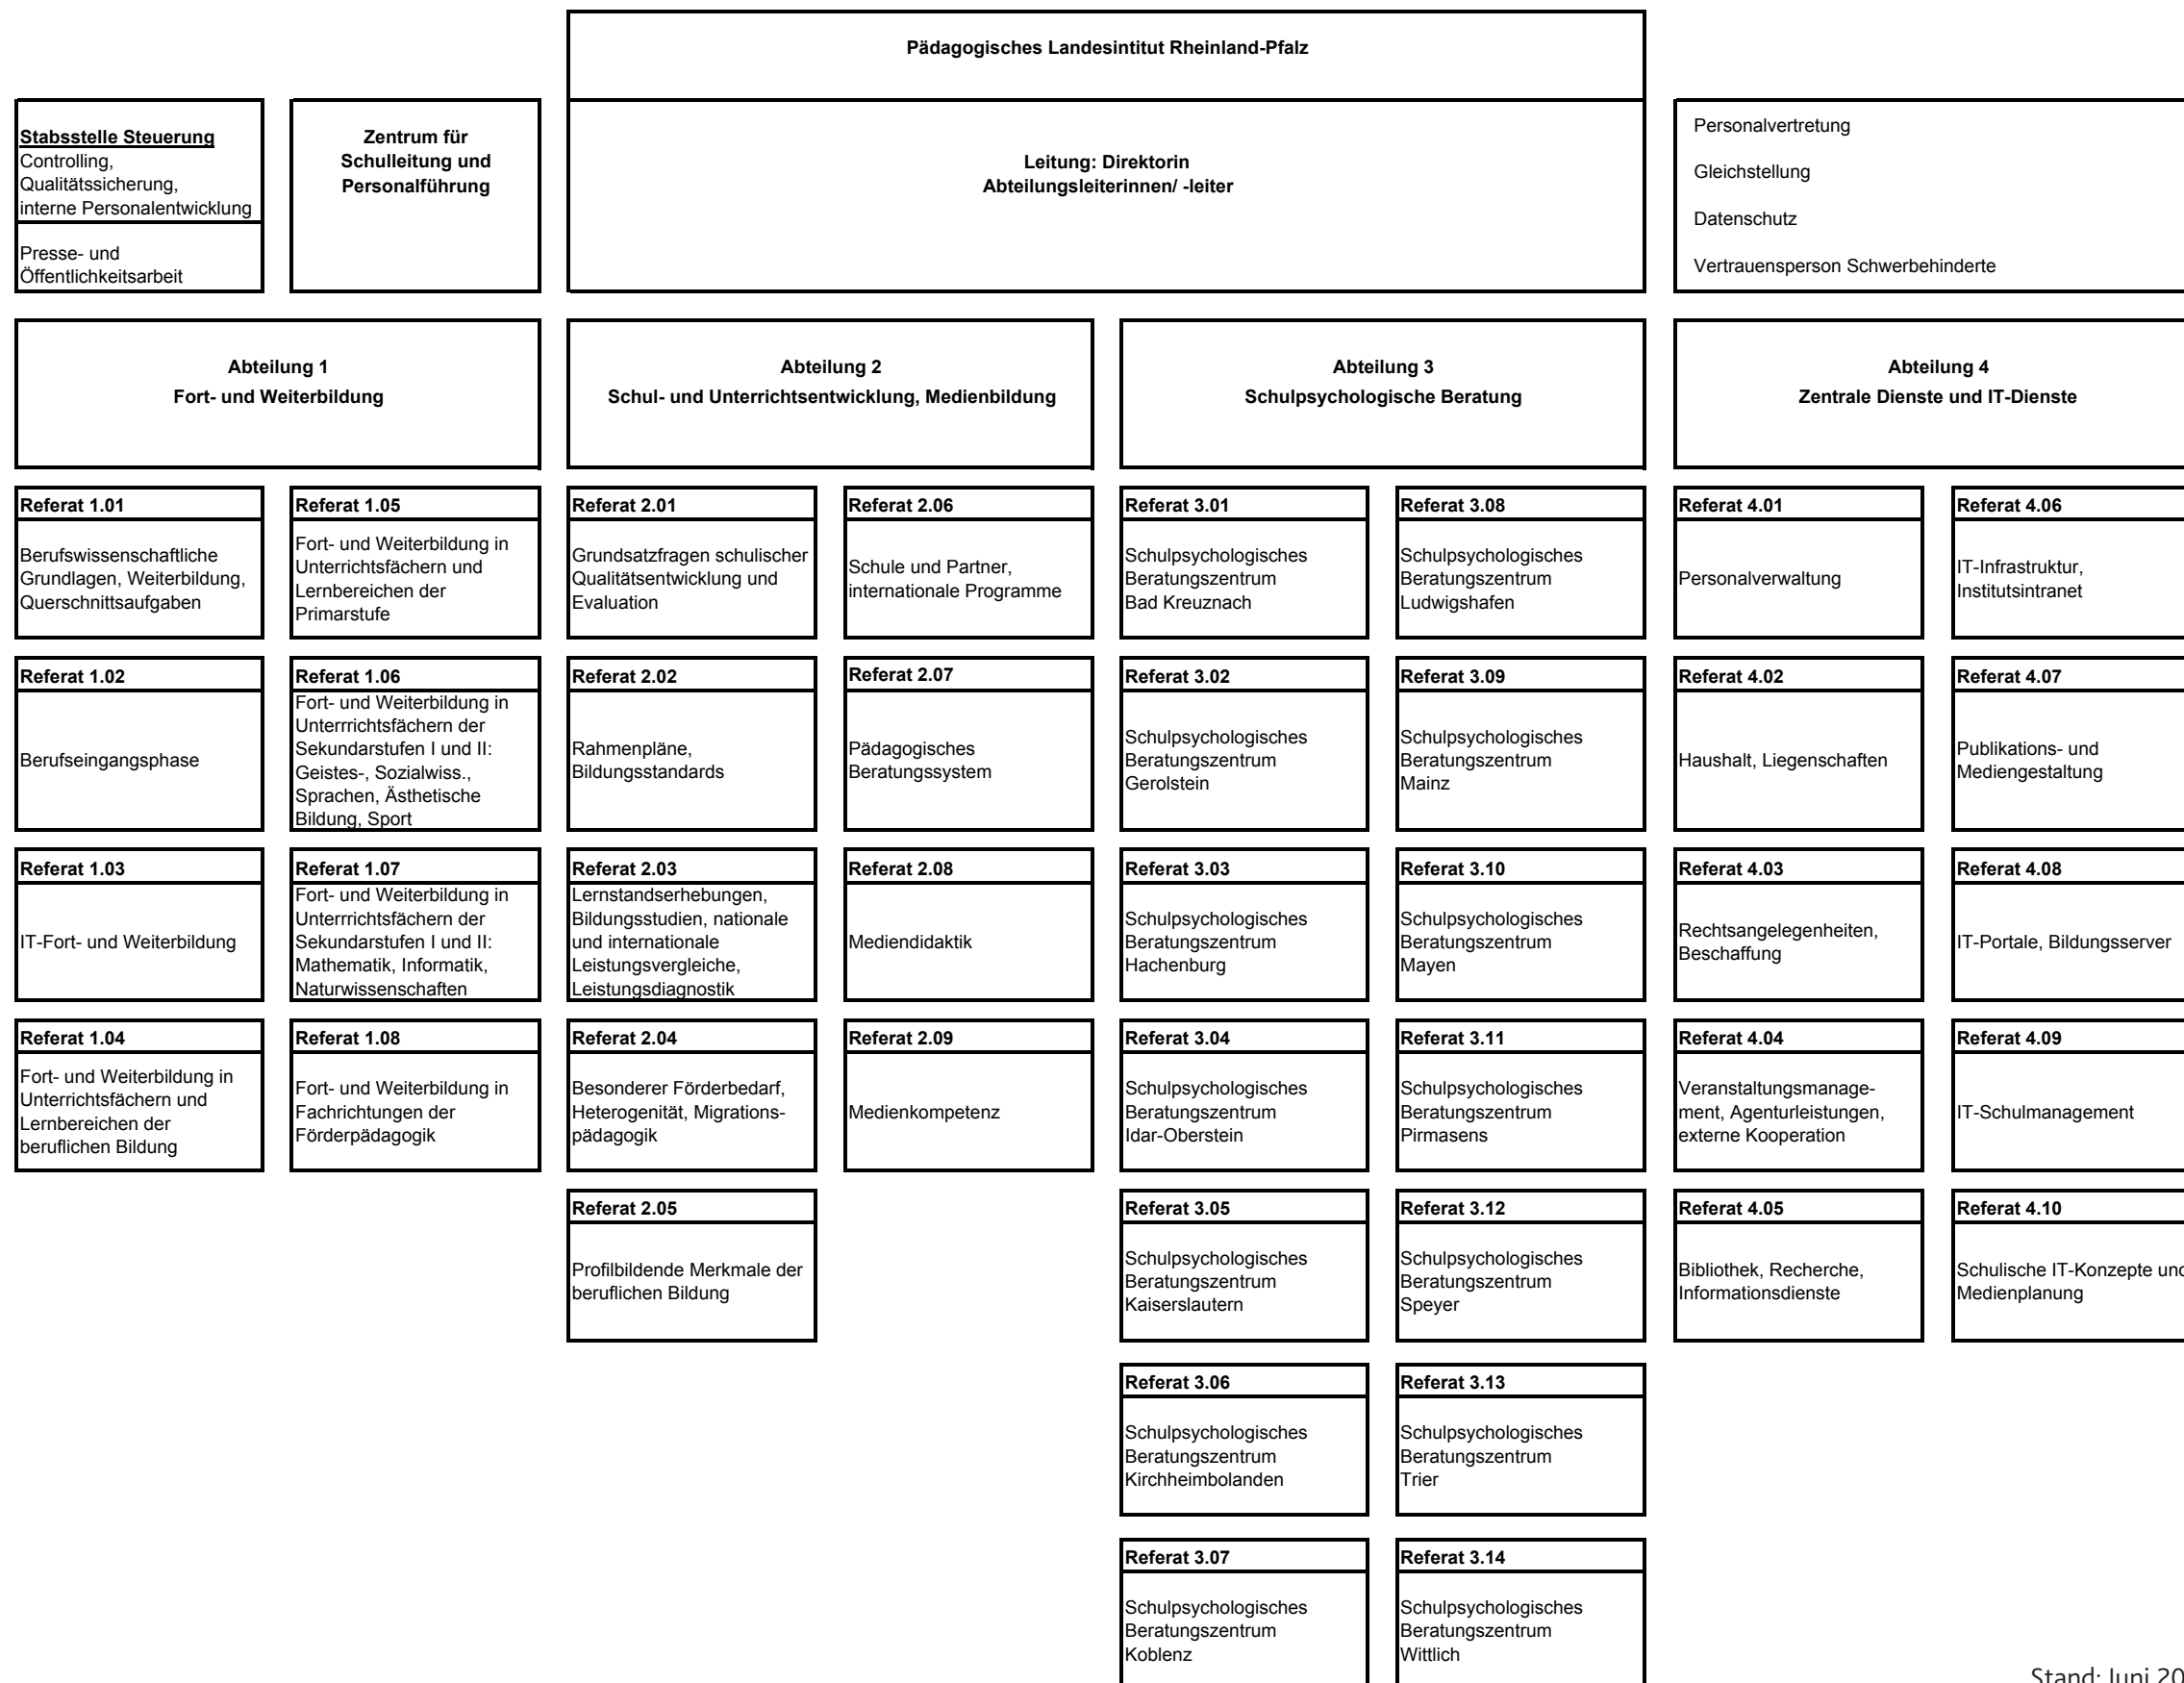 Pädagogisches Landesintitut Rheinland-Pfalz
Stabsstelle Steuerung
Controlling,
Qualitätssicherung,
interne Personalentwicklung
Presse- und
Öffentlichkeitsarbeit
Zentrum für
Schulleitung und
Personalführung
Leitung: Direktorin
Abteilungsleiterinnen/ -leiter
Personalvertretung
Gleichstellung
Datenschutz
Vertrauensperson Schwerbehinderte
Abteilung 1
Fort- und Weiterbildung
Abteilung 2
Schul- und Unterrichtsentwicklung, Medienbildung
Abteilung 3
Schulpsychologische Beratung
Abteilung 4
Zentrale Dienste und IT-Dienste
Referat 1.01
Berufswissenschaftliche
Grundlagen, Weiterbildung,
Querschnittsaufgaben
Referat 1.05
Fort- und Weiterbildung in
Unterrichtsfächern und
Lernbereichen der
Primarstufe
Referat 2.01
Grundsatzfragen schulischer
Qualitätsentwicklung und
Evaluation
Referat 2.06
Schule und Partner,
internationale Programme
Referat 3.01
Schulpsychologisches
Beratungszentrum
Bad Kreuznach
Referat 3.08
Schulpsychologisches
Beratungszentrum
Ludwigshafen
Referat 4.01
Personalverwaltung
Referat 4.06
IT-Infrastruktur,
Institutsintranet
Referat 1.02
Berufseingangsphase
Referat 1.06
Fort- und Weiterbildung in
Unterrrichtsfächern der
Sekundarstufen I und II:
Geistes-, Sozialwiss.,
Sprachen, Ästhetische
Bildung, Sport
Referat 2.02
Rahmenpläne,
Bildungsstandards
Referat 2.07
Pädagogisches
Beratungssystem
Referat 3.02
Schulpsychologisches
Beratungszentrum
Gerolstein
Referat 3.09
Schulpsychologisches
Beratungszentrum
Mainz
Referat 4.02
Haushalt, Liegenschaften
Referat 4.07
Publikations- und
Mediengestaltung
Referat 1.03
IT-Fort- und Weiterbildung
Referat 1.07
Fort- und Weiterbildung in
Unterrrichtsfächern der
Sekundarstufen I und II:
Mathematik, Informatik,
Naturwissenschaften
Referat 2.03
Lernstandserhebungen,
Bildungsstudien, nationale
und internationale
Leistungsvergleiche,
Leistungsdiagnostik
Referat 2.08
Mediendidaktik
Referat 3.03
Schulpsychologisches
Beratungszentrum
Hachenburg
Referat 3.10
Schulpsychologisches
Beratungszentrum
Mayen
Referat 4.03
Rechtsangelegenheiten,
Beschaffung
Referat 4.08
IT-Portale, Bildungsserver
Referat 1.04
Fort- und Weiterbildung in
Unterrichtsfächern und
Lernbereichen der
beruflichen Bildung
Referat 1.08
Fort- und Weiterbildung in
Fachrichtungen der
Förderpädagogik
Referat 2.04
Besonderer Förderbedarf,
Heterogenität, Migrations-
pädagogik
Referat 2.09
Medienkompetenz
Referat 3.04
Schulpsychologisches
Beratungszentrum
Idar-Oberstein
Referat 3.11
Schulpsychologisches
Beratungszentrum
Pirmasens
Referat 4.04
Veranstaltungsmanage-
ment, Agenturleistungen,
externe Kooperation
Referat 4.09
IT-Schulmanagement
Referat 2.05
Profilbildende Merkmale der
beruflichen Bildung
Referat 3.05
Schulpsychologisches
Beratungszentrum
Kaiserslautern
Referat 3.12
Schulpsychologisches
Beratungszentrum
Speyer
Referat 4.05
Bibliothek, Recherche,
Informationsdienste
Referat 4.10
Schulische IT-Konzepte und
Medienplanung
Referat 3.06
Schulpsychologisches
Beratungszentrum
Kirchheimbolanden
Referat 3.13
Schulpsychologisches
Beratungszentrum
Trier
Referat 3.07
Schulpsychologisches
Beratungszentrum
Koblenz
Referat 3.14
Schulpsychologisches
Beratungszentrum
Wittlich
Stand: Juni 20